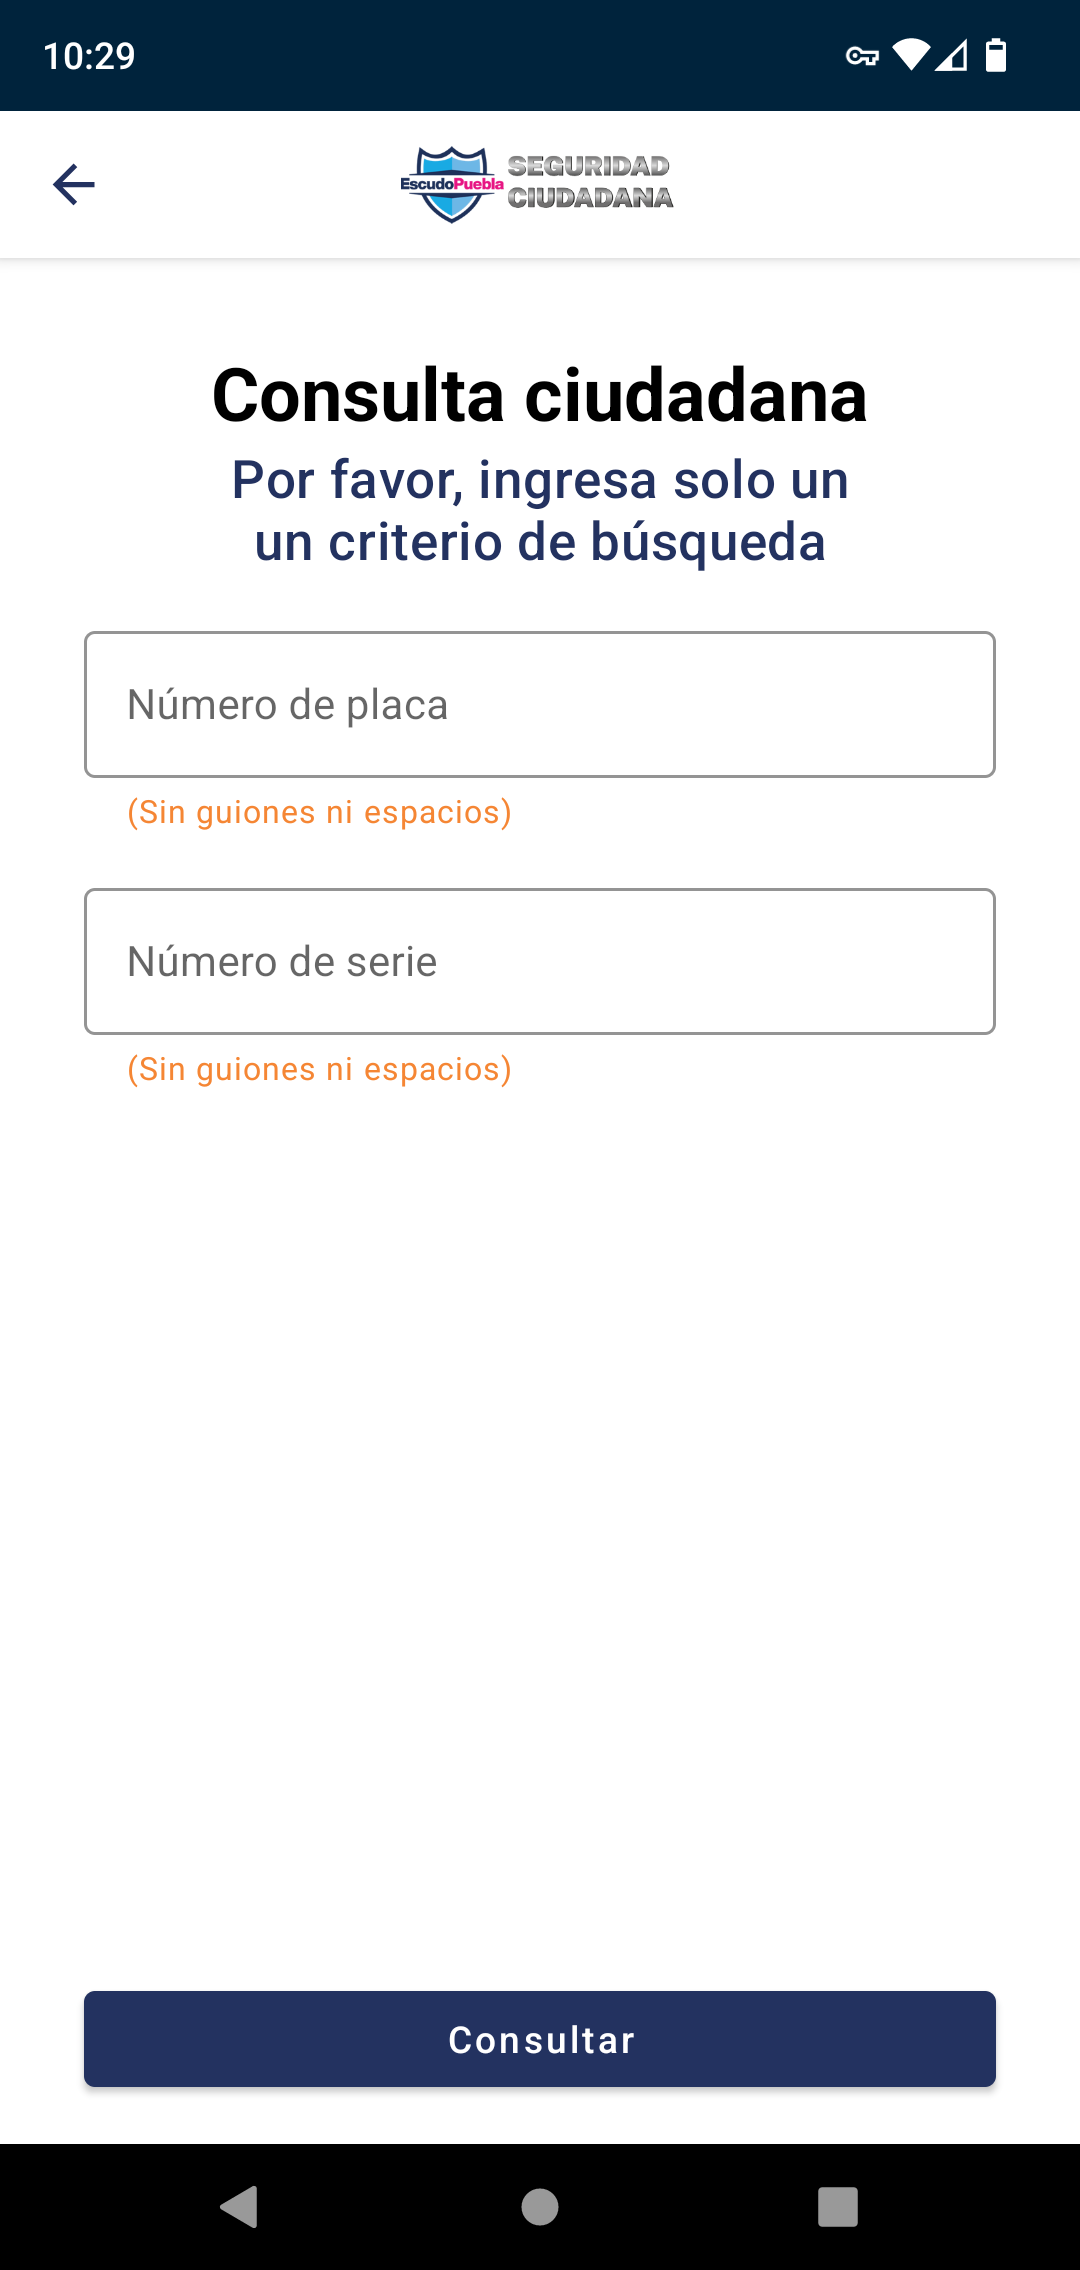 10:29
EscudoPuebla
SEGURIDAD
CIUDADANA
Consulta ciudadana
Por favor, ingresa solo un
un criterio de búsqueda
Número de placa
(Sin guiones ni espacios)
Número de serie
(Sin guiones ni espacios)
Consultar